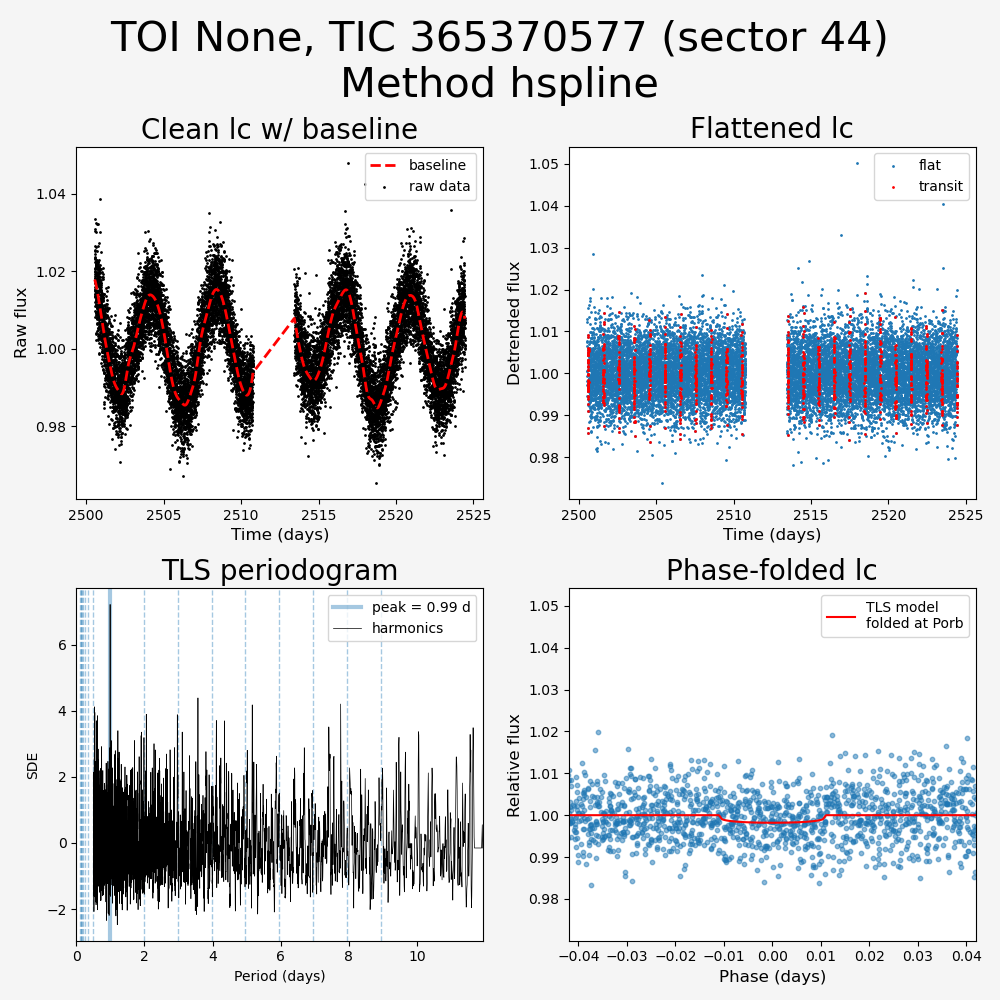 TOI None, TIC 365370577 (sector 44)
Method hspline
Clean lc w/ baseline
baseline
raw data
1.04
1.02
1.00
0.98
Raw flux
2500
2505
2510
2515
2520
2525
Time (days)
Flattened lc
flat
transit
1.05
1.04
1.03
1.02
1.01
1.00
0.99
0.98
Detrended flux
2500
2505
2510
2515
2520
2525
Time (days)
TLS periodogram
peak = 0.99 d
harmonics
6
4
2
0
−2
SDE
0
2
4
6
8
10
Period (days)
Phase-folded lc
TLS model
folded at Porb
1.05
1.04
1.03
1.02
1.01
1.00
0.99
0.98
Relative flux
−0.04
−0.03
−0.02
−0.01
0.00
0.01
0.02
0.03
0.04
Phase (days)